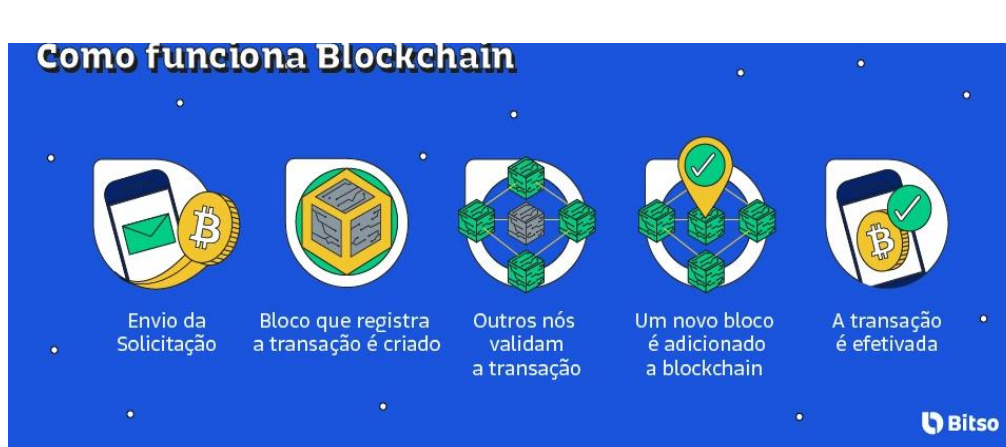 Como funciona Blockchain
Envio da
Solicitação
Bloco que registra
a transação é criado
Outros nós
validam
a transação
Um novo bloco
é adicionado
a blockchain
A transação
é efetivada
Bitso